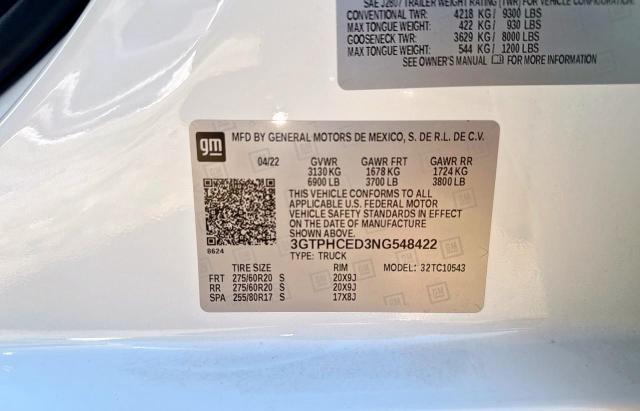 SAE J2807 TRAILER WEIGHT RATING (TWR) FOR VEHICLE CONFIGURATION:
CONVENTIONAL TWR: 4218 KG / 9300 LBS
MAX TONGUE WEIGHT: 422 KG / 930 LBS
GOOSENECK TWR: 3629 KG / 8000 LBS
MAX TONGUE WEIGHT: 544 KG / 1200 LBS
SEE OWNER'S MANUAL FOR MORE INFORMATION
gm MFD BY GENERAL MOTORS DE MEXICO, S. DE R.L. DE C.V.
04/22 GVWR GAWR FRT GAWR RR
3130 KG 1678 KG 1724 KG
6900 LB 3700 LB 3800 LB
THIS VEHICLE CONFORMS TO ALL
APPLICABLE U.S. FEDERAL MOTOR
VEHICLE SAFETY STANDARDS IN
EFFECT ON THE DATE OF MANUFACTURE
SHOWN ABOVE.
3GTPHCED3NG548422
8624 TYPE: TRUCK
TIRE SIZE RIM MODEL: 32TC10543
FRT 275/60R20 S 20X9J
RR 275/60R20 S 20X9J
SPA 255/80R17 S 17X8J